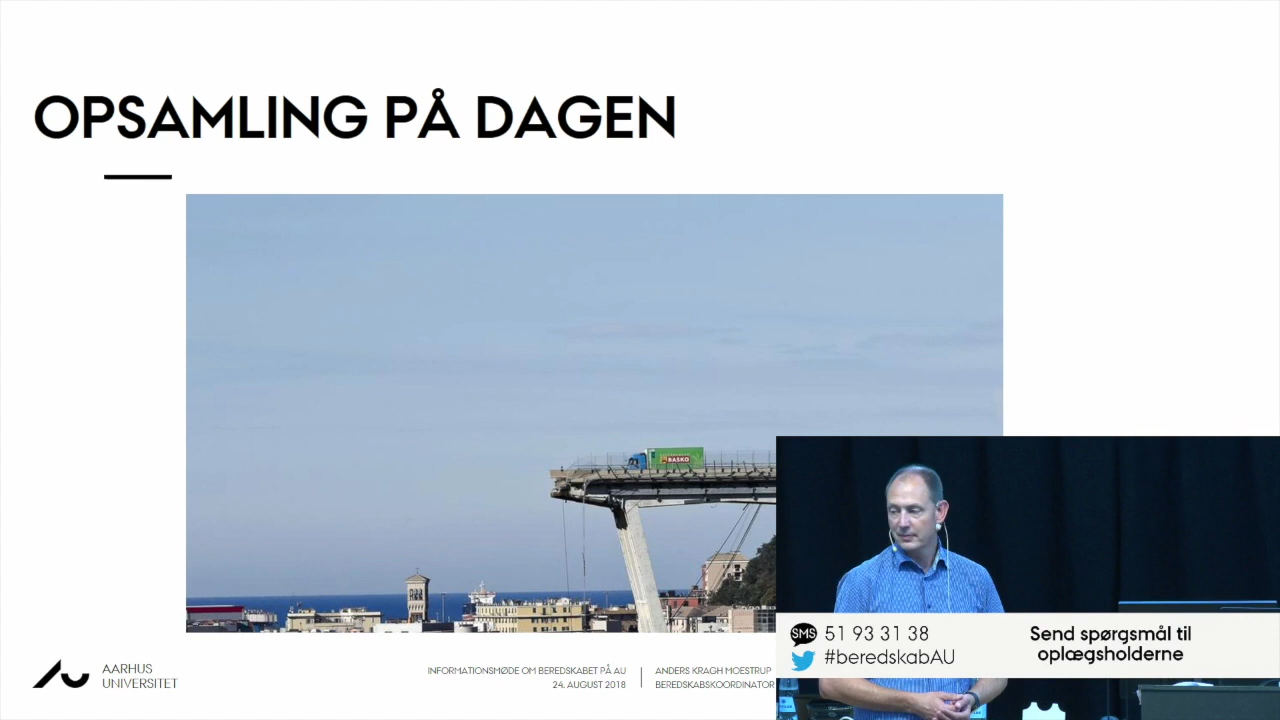 OPSAMLING PÅ DAGEN
BASKO
AARHUS
UNIVERSITET
INFORMATIONSMØDE OM BEREDSKABET PÅ AU
24. AUGUST 2018
ANDERS KRAGH MOESTRUP
BEREDSKABSKOORDINATOR
SMS 51 93 31 38
#beredskabAU
Send spørgsmål til
oplægsholderne